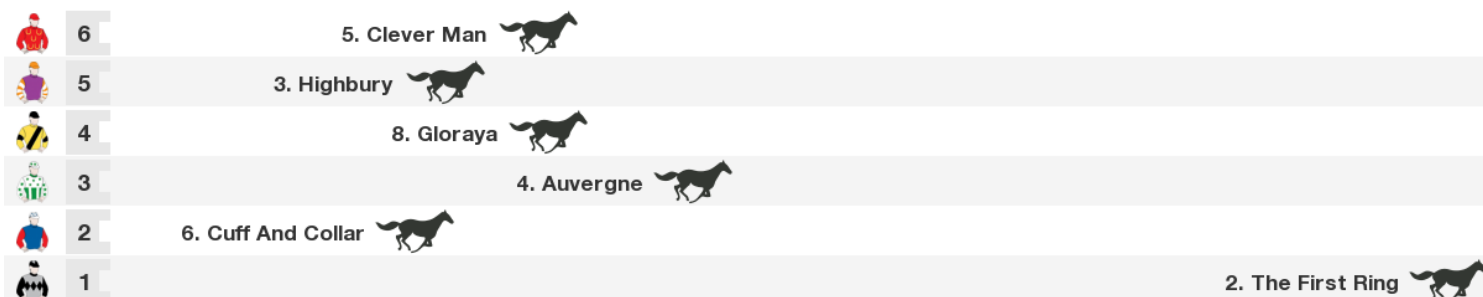 6 5. Clever Man
5 3. Highbury
4 8. Gloraya
3 4. Auvergne
2 6. Cuff And Collar
1 2. The First Ring